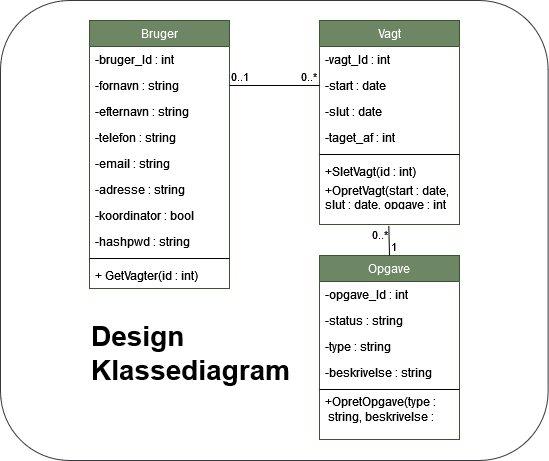 Bruger
-bruger_Id : int
-fornavn : string
-efternavn : string
-telefon : string
-email : string
-adresse : string
-koordinator : bool
-hashpwd : string
+ GetVagter(id : int)
0..1
0..*
Vagt
-vagt_Id : int
-start : date
-slut : date
-taget_af : int
+SletVagt(id : int)
+OpretVagt(start : date,
slut : date, opgave : int
0..*
1
Opgave
-opgave_Id : int
-status : string
-type : string
-beskrivelse : string
+OpretOpgave(type :
string, beskrivelse :
Design
Klassediagram